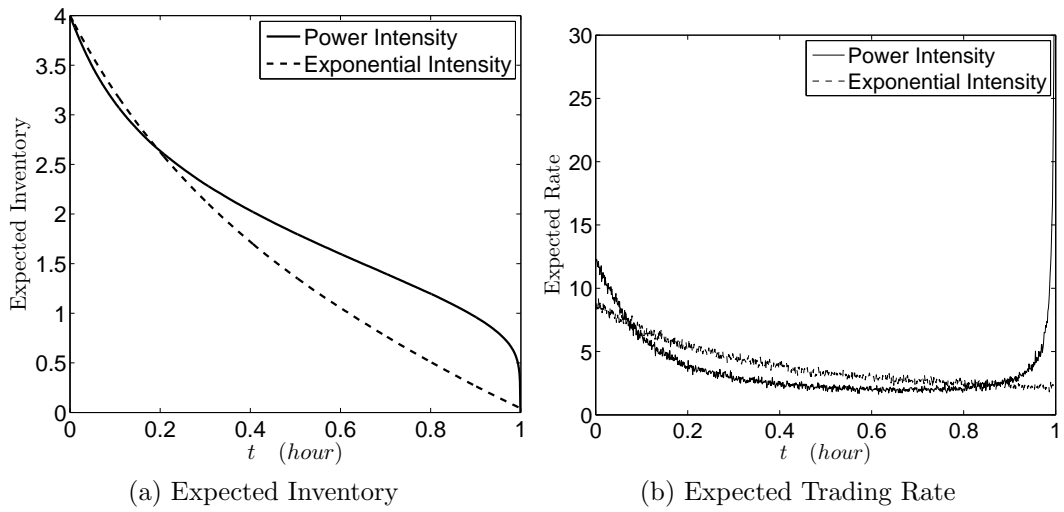 4
3.5
3
2.5
2
1.5
1
0.5
0
Expected Inventory
Power Intensity
Exponential Intensity
0 0.2 0.4 0.6 0.8 1
t (hour)
(a) Expected Inventory
30
25
20
15
10
5
0
Expected Rate
Power Intensity
Exponential Intensity
0 0.2 0.4 0.6 0.8 1
t (hour)
(b) Expected Trading Rate